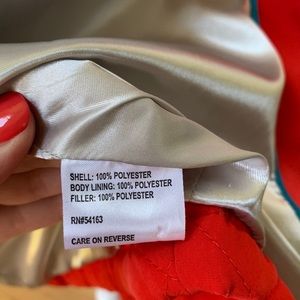 SHELL: 100% POLYESTER
BODY LINING: 100% POLYESTER
FILLER: 100% POLYESTER
RN#54163
CARE ON REVERSE